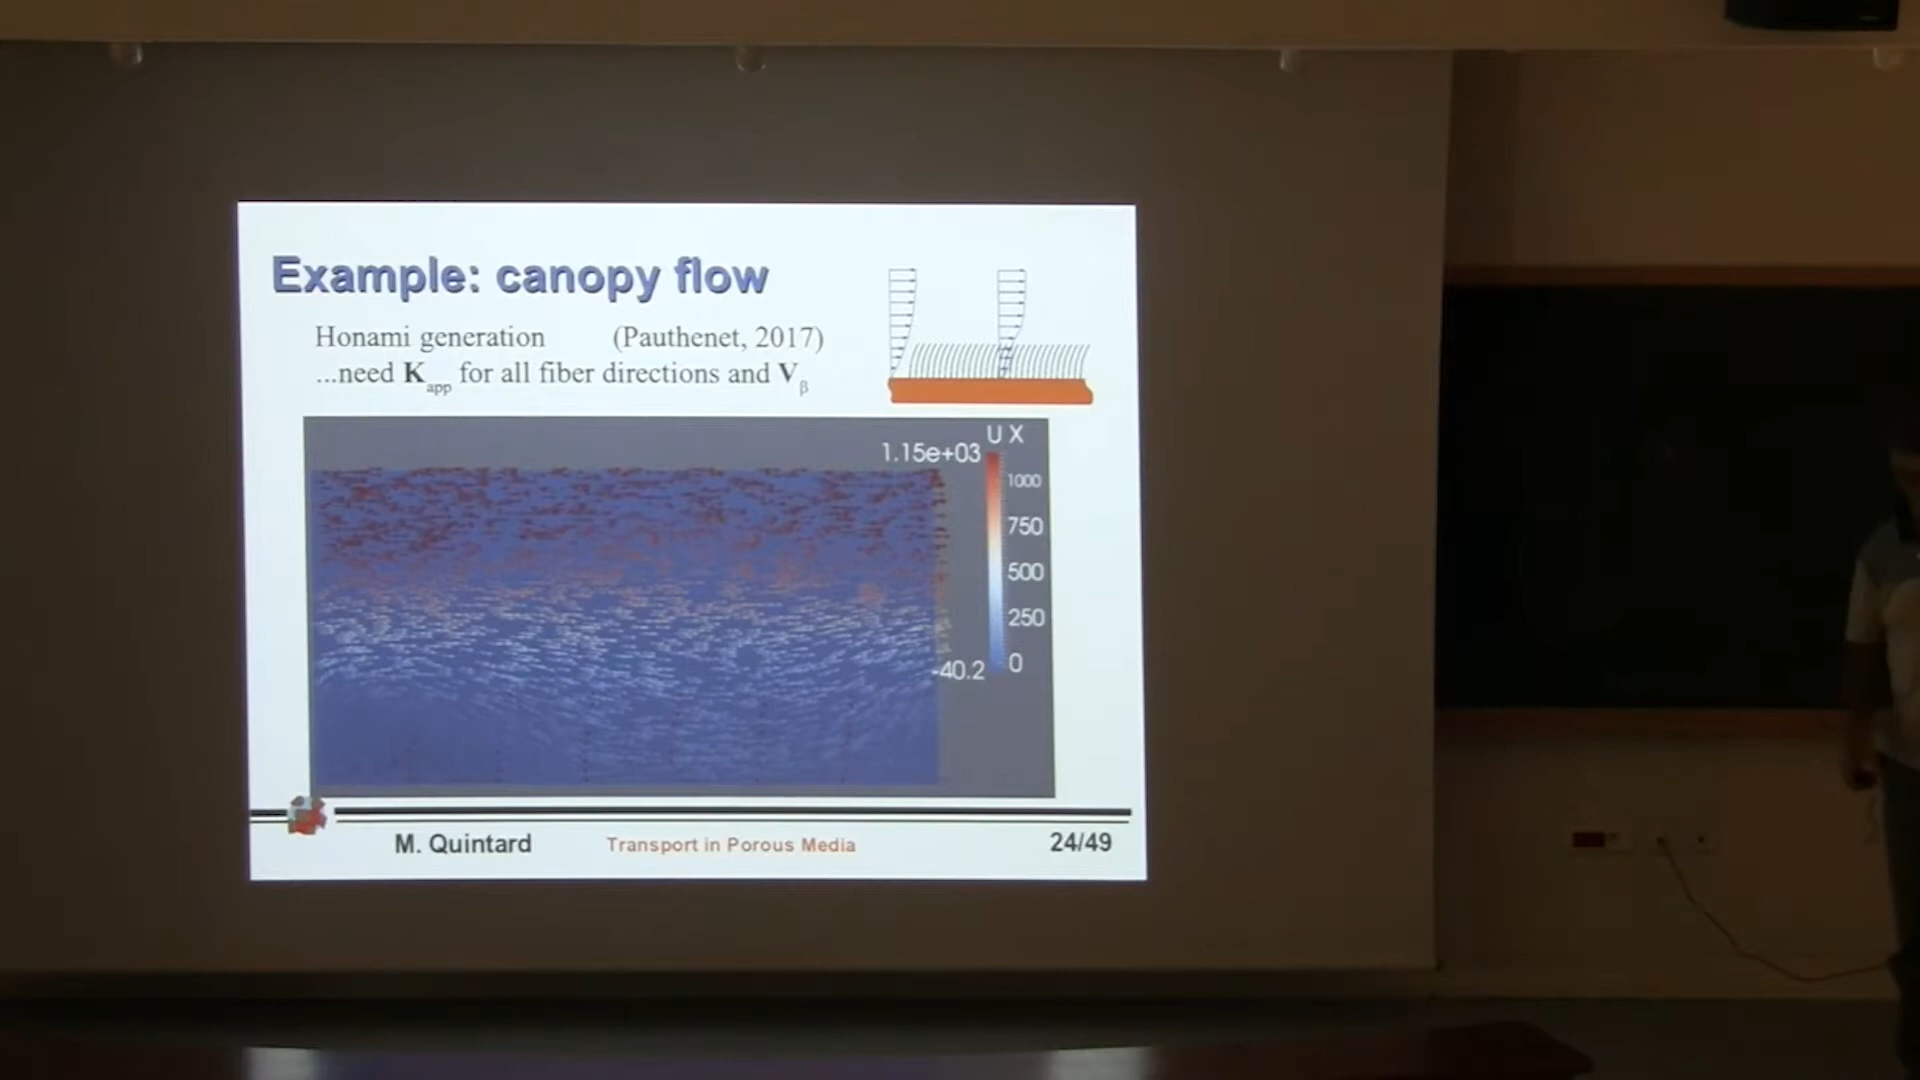 Example: canopy flow
Honami generation (Pauthenet, 2017)
...need K_app for all fiber directions and V_β
U X
1.15e+03
1000
750
500
250
0
-40.2
M. Quintard Transport in Porous Media 24/49